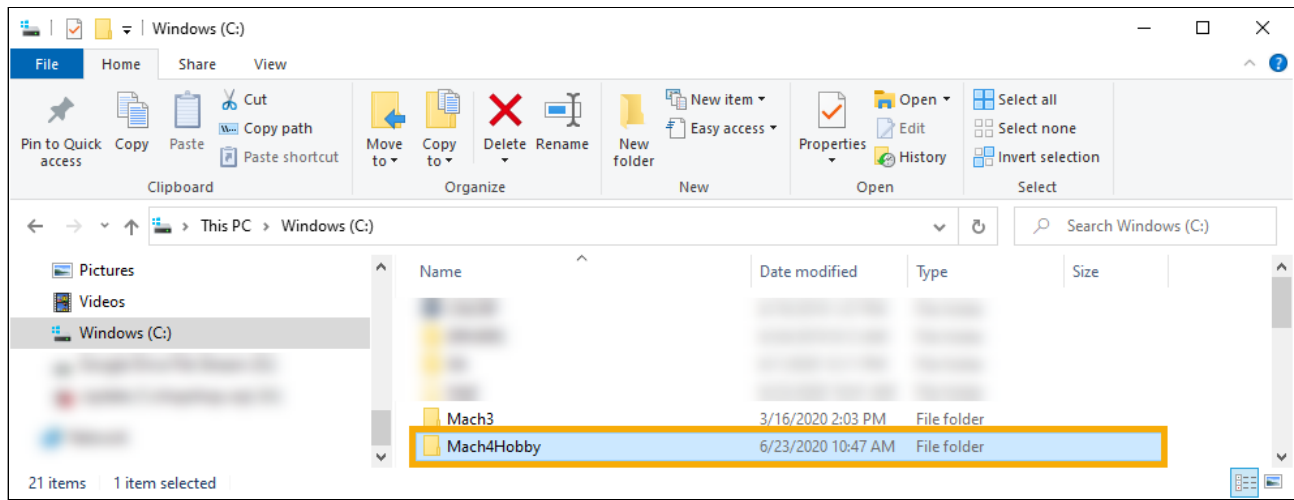 Windows (C:)
File Home Share View
Pin to Quick access Copy Paste Cut Copy path Paste shortcut
Clipboard
Move to Copy to Delete Rename
Organize
New folder New item Easy access
New
Properties Open Edit History
Open
Select all Select none Invert selection
Select
This PC > Windows (C:) Search Windows (C:)
Pictures
Videos
Windows (C:)
Name Date modified Type Size
Mach3 3/16/2020 2:03 PM File folder
Mach4Hobby 6/23/2020 10:47 AM File folder
21 items 1 item selected